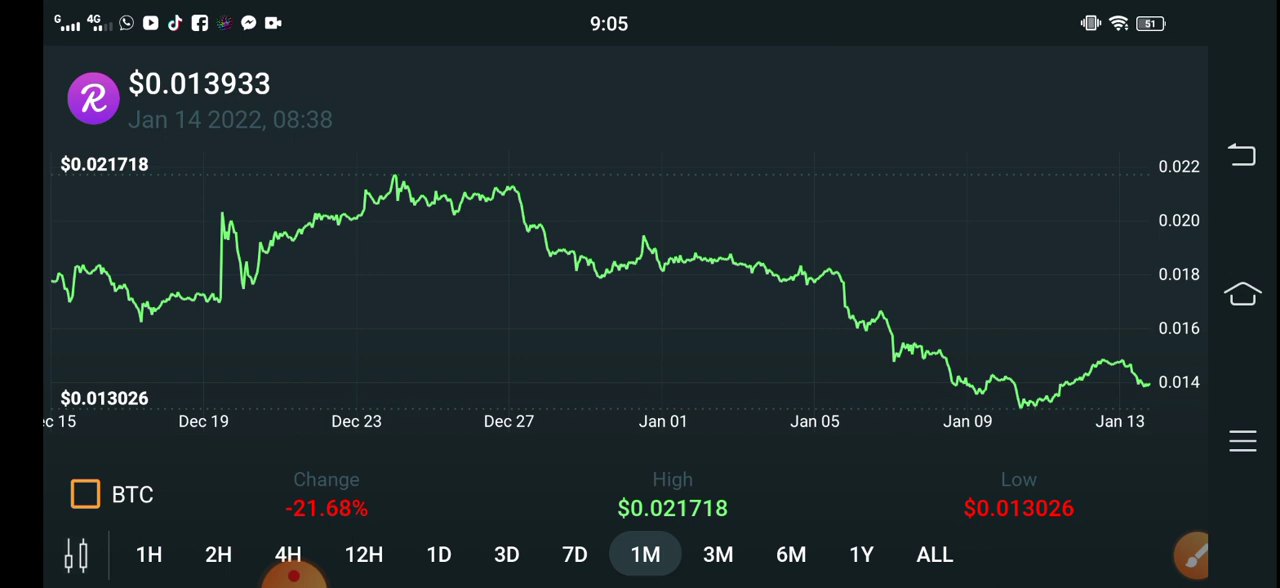 G 4G 9:05 51
R $0.013933
Jan 14 2022, 08:38
$0.021718
0.022
0.020
0.018
0.016
0.014
$0.013026
c 15 Dec 19 Dec 23 Dec 27 Jan 01 Jan 05 Jan 09 Jan 13
Change High Low
BTC -21.68% $0.021718 $0.013026
1H 2H 4H 12H 1D 3D 7D 1M 3M 6M 1Y ALL